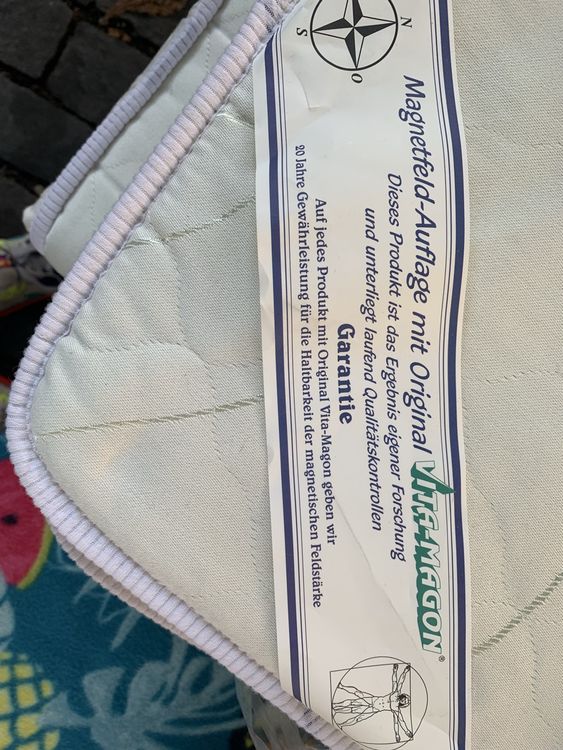 N
S
O
Magnetfeld-Auflage mit Original VITA-MAGON®
Dieses Produkt ist das Ergebnis eigener Forschung
und unterliegt laufend Qualitätskontrollen
Garantie
Auf jedes Produkt mit Original Vita-Magon geben wir
20 Jahre Gewährleistung für die Haltbarkeit der magnetischen Feldstärke